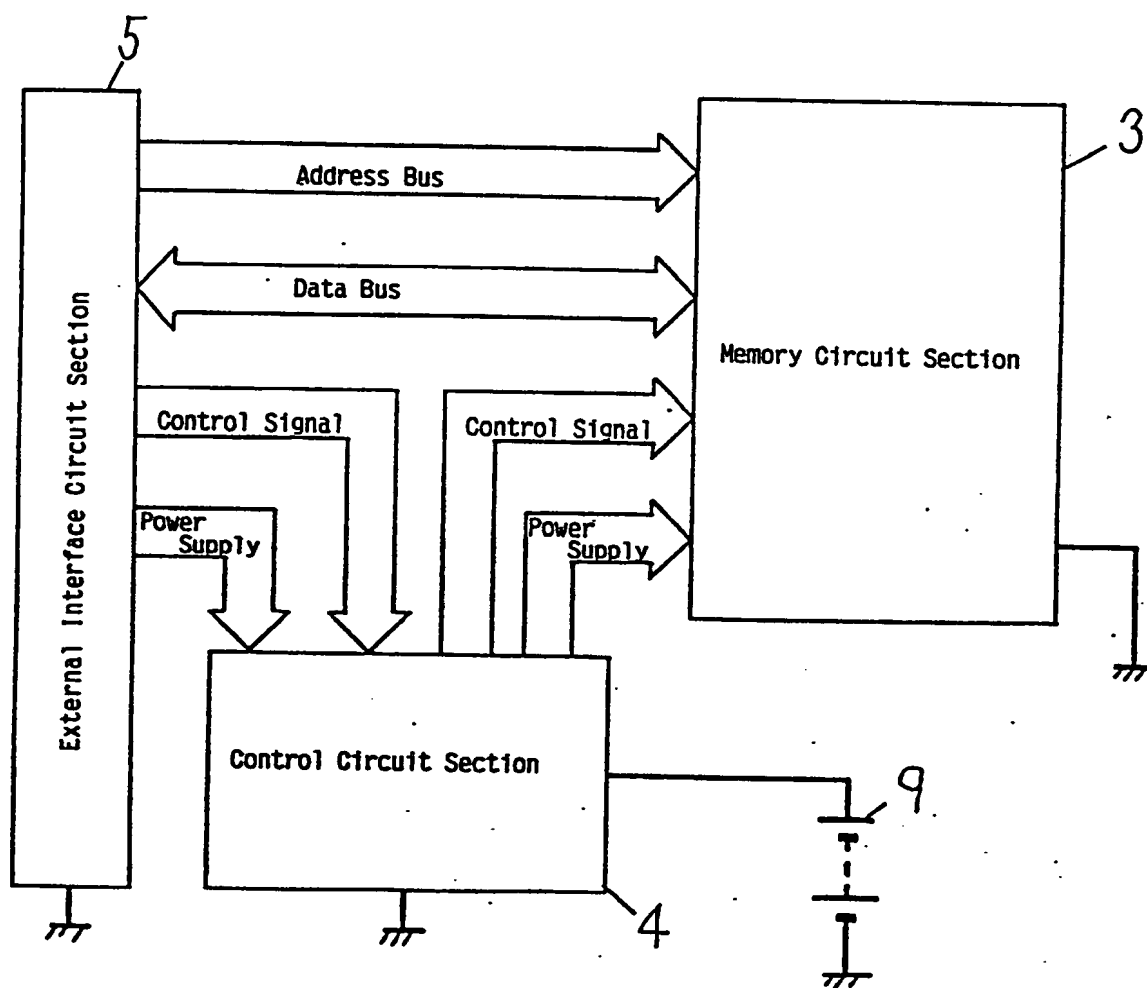 5
3
Address Bus
Data Bus
External Interface Circuit Section
Memory Circuit Section
Control Signal
Control Signal
Power
Supply
Power
Supply
Control Circuit Section
9
4